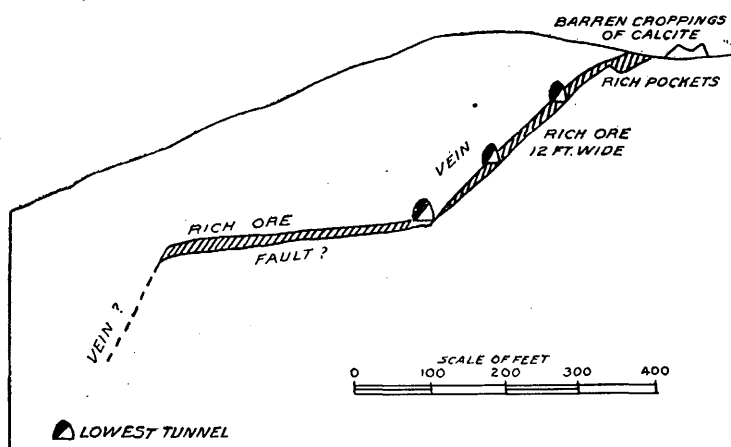 BARREN CROPPINGS
OF CALCITE
RICH POCKETS
RICH ORE
12 FT. WIDE
VEIN
RICH ORE
FAULT ?
VEIN ?
SCALE OF FEET
0 100 200 300 400
LOWEST TUNNEL